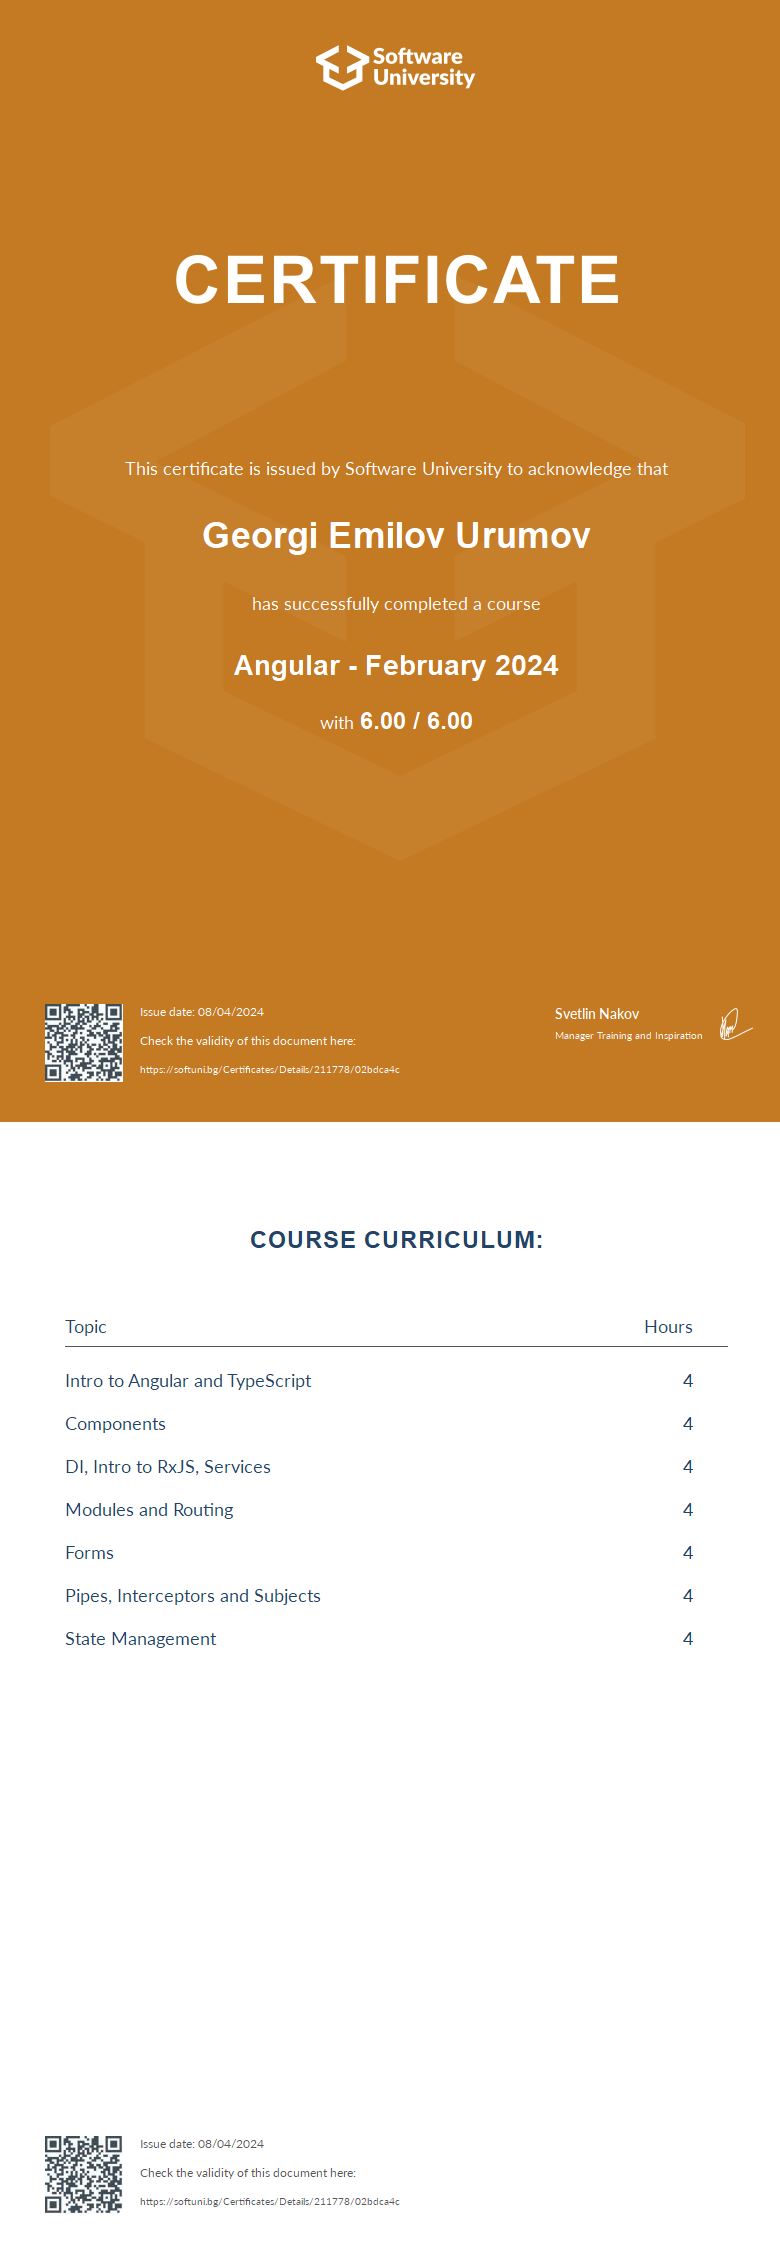 Software
University
CERTIFICATE
This certificate is issued by Software University to acknowledge that
Georgi Emilov Urumov
has successfully completed a course
Angular - February 2024
with 6.00 / 6.00
Issue date: 08/04/2024
Check the validity of this document here:
https://softuni.bg/Certificates/Details/211778/02bdca4c
Svetlin Nakov
Manager Training and Inspiration
COURSE CURRICULUM:
Topic Hours
Intro to Angular and TypeScript 4
Components 4
DI, Intro to RxJS, Services 4
Modules and Routing 4
Forms 4
Pipes, Interceptors and Subjects 4
State Management 4
Issue date: 08/04/2024
Check the validity of this document here:
https://softuni.bg/Certificates/Details/211778/02bdca4c